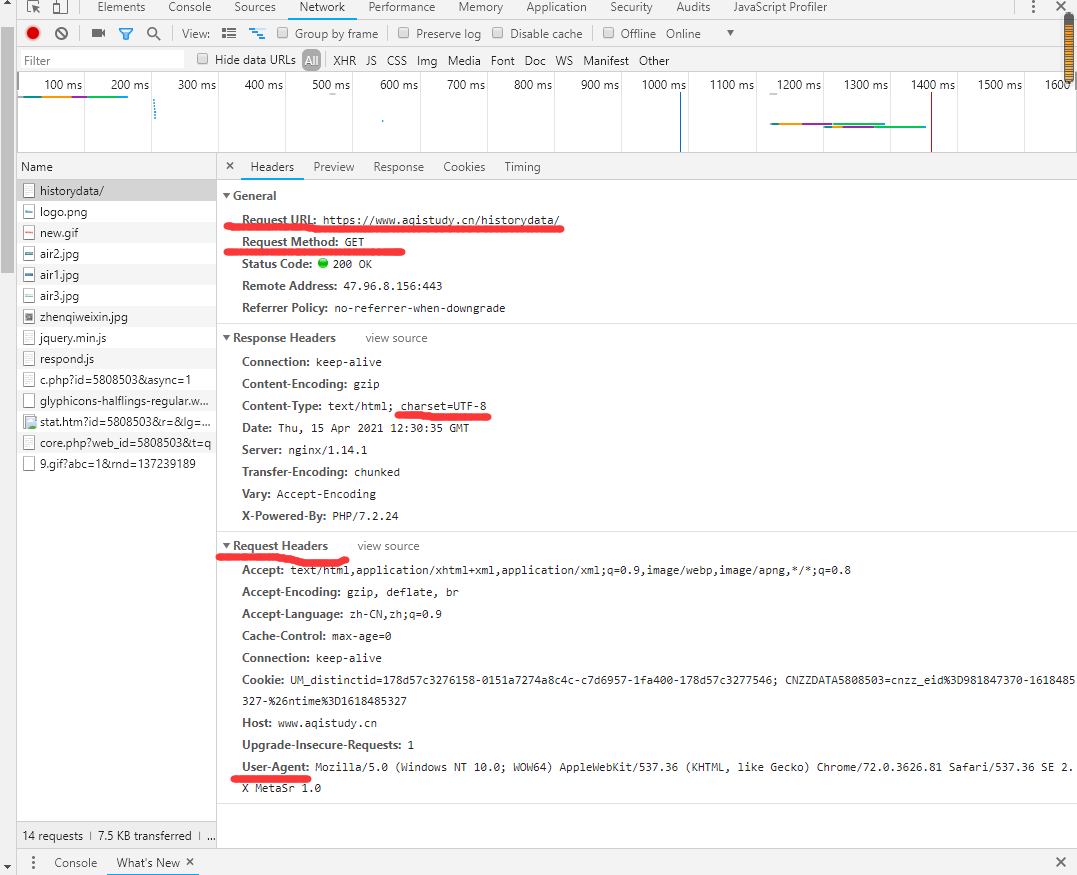 Elements Console Sources Network Performance Memory Application Security Audits JavaScript Profiler
View: Group by frame Preserve log Disable cache Offline Online
Filter Hide data URLs All XHR JS CSS Img Media Font Doc WS Manifest Other
100 ms 200 ms 300 ms 400 ms 500 ms 600 ms 700 ms 800 ms 900 ms 1000 ms 1100 ms 1200 ms 1300 ms 1400 ms 1500 ms 1600
Name
historydata/
logo.png
new.gif
air2.jpg
air1.jpg
air3.jpg
zhenqiweixin.jpg
jquery.min.js
respond.js
c.php?id=5808503&async=1
glyphicons-halflings-regular.w...
stat.htm?id=5808503&r=&lg=...
core.php?web_id=5808503&t=q
9.gif?abc=1&rnd=137239189
14 requests | 7.5 KB transferred | ...
Headers Preview Response Cookies Timing
General
Request URL: https://www.aqistudy.cn/historydata/
Request Method: GET
Status Code: 200 OK
Remote Address: 47.96.8.156:443
Referrer Policy: no-referrer-when-downgrade
Response Headers view source
Connection: keep-alive
Content-Encoding: gzip
Content-Type: text/html; charset=UTF-8
Date: Thu, 15 Apr 2021 12:30:35 GMT
Server: nginx/1.14.1
Transfer-Encoding: chunked
Vary: Accept-Encoding
X-Powered-By: PHP/7.2.24
Request Headers view source
Accept: text/html,application/xhtml+xml,application/xml;q=0.9,image/webp,image/apng,*/*;q=0.8
Accept-Encoding: gzip, deflate, br
Accept-Language: zh-CN,zh;q=0.9
Cache-Control: max-age=0
Connection: keep-alive
Cookie: UM_distinctid=178d57c3276158-0151a7274a8c4c-c7d6957-1fa400-178d57c3277546; CNZZDATA5808503=cnzz_eid%3D981847370-1618485
327-%26ntime%3D1618485327
Host: www.aqistudy.cn
Upgrade-Insecure-Requests: 1
User-Agent: Mozilla/5.0 (Windows NT 10.0; WOW64) AppleWebKit/537.36 (KHTML, like Gecko) Chrome/72.0.3626.81 Safari/537.36 SE 2.
X MetaSr 1.0
Console What's New